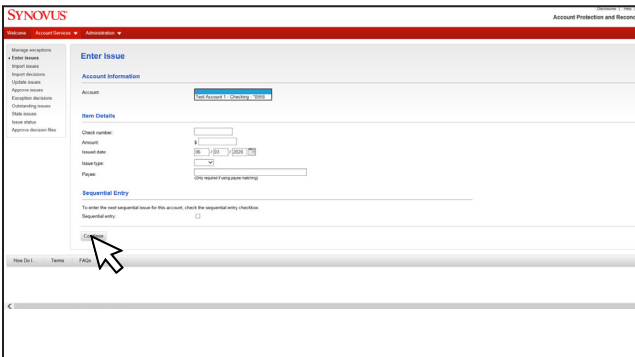 Disclosures | Help
SYNOVUS
Account Protection and Recond
Welcome Account Services Administration
Manage exceptions
Enter issues
Import issues
Import decisions
Update issues
Approve issues
Exception decisions
Outstanding issues
Stale issues
Issue status
Approve decision files
Enter Issue
Account Information
Account:
Test Account 1 - Checking - *0988
Item Details
Check number:
Amount: $
Issued date: 06 / 03 / 2020
Issue type:
Payee:
(Only required if using payee matching)
Sequential Entry
To enter the next sequential issue for this account, check the sequential entry checkbox.
Sequential entry:
Continue
How Do I... Terms FAQs